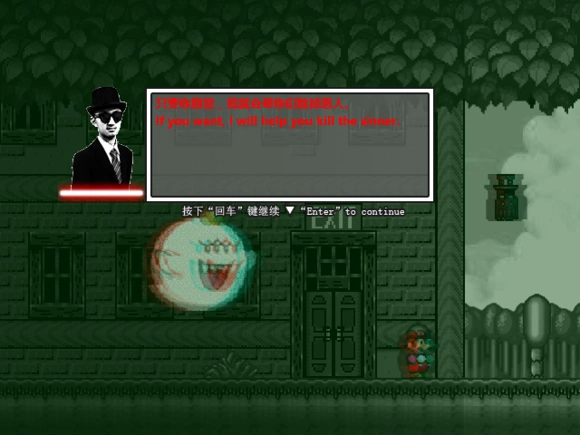 If you want, I will help you kill the poser.
按下“回车”键继续 ▼ “Enter” to continue
EXIT